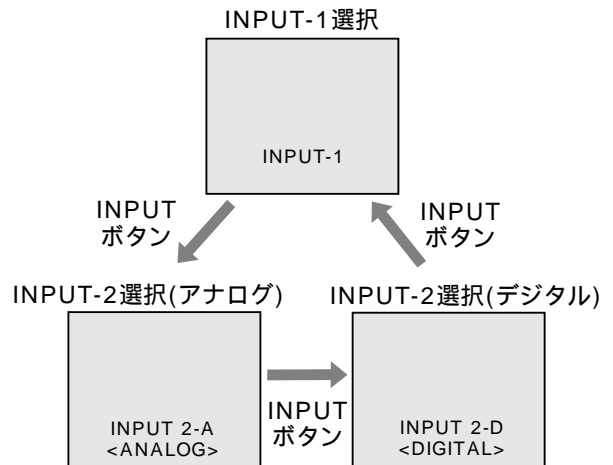 INPUT-1選択
INPUT-1
INPUT
ボタン
INPUT
ボタン
INPUT-2選択(アナログ)
INPUT-2選択(デジタル)
INPUT 2-A
<ANALOG>
INPUT
ボタン
INPUT 2-D
<DIGITAL>